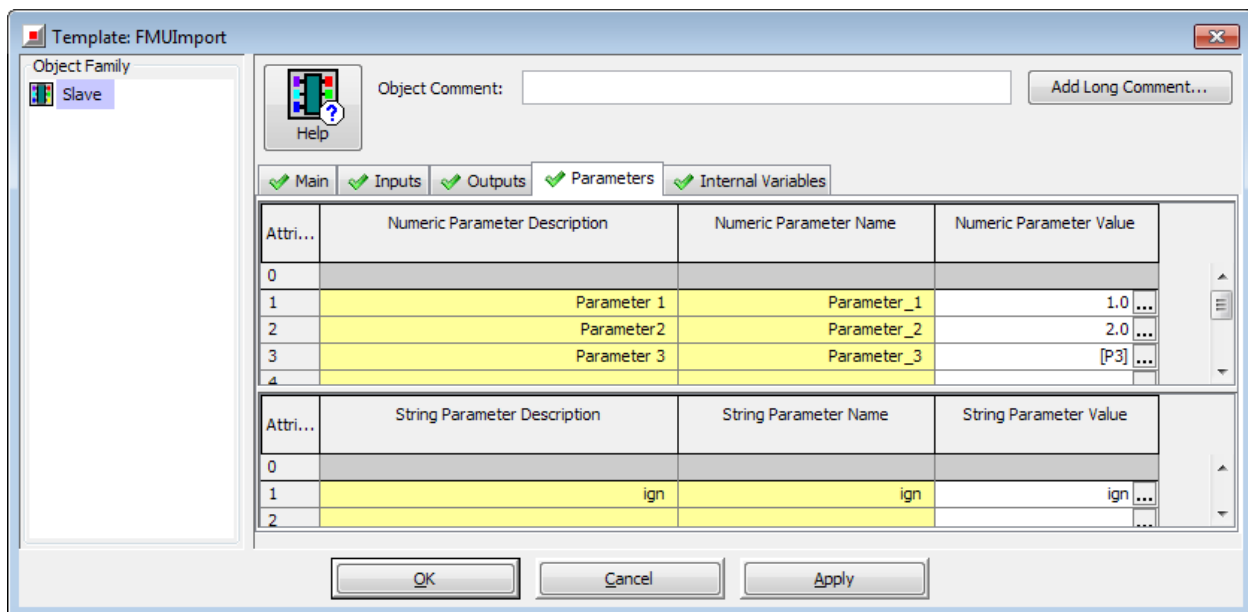 Template: FMUImport
Object Family
Slave
Help
Object Comment:
Add Long Comment...
Main Inputs Outputs Parameters Internal Variables
Attri... Numeric Parameter Description Numeric Parameter Name Numeric Parameter Value
0
1 Parameter 1 Parameter_1 1.0 ...
2 Parameter2 Parameter_2 2.0 ...
3 Parameter 3 Parameter_3 [P3] ...
4
Attri... String Parameter Description String Parameter Name String Parameter Value
0
1 ign ign ign ...
2 ...
OK Cancel Apply